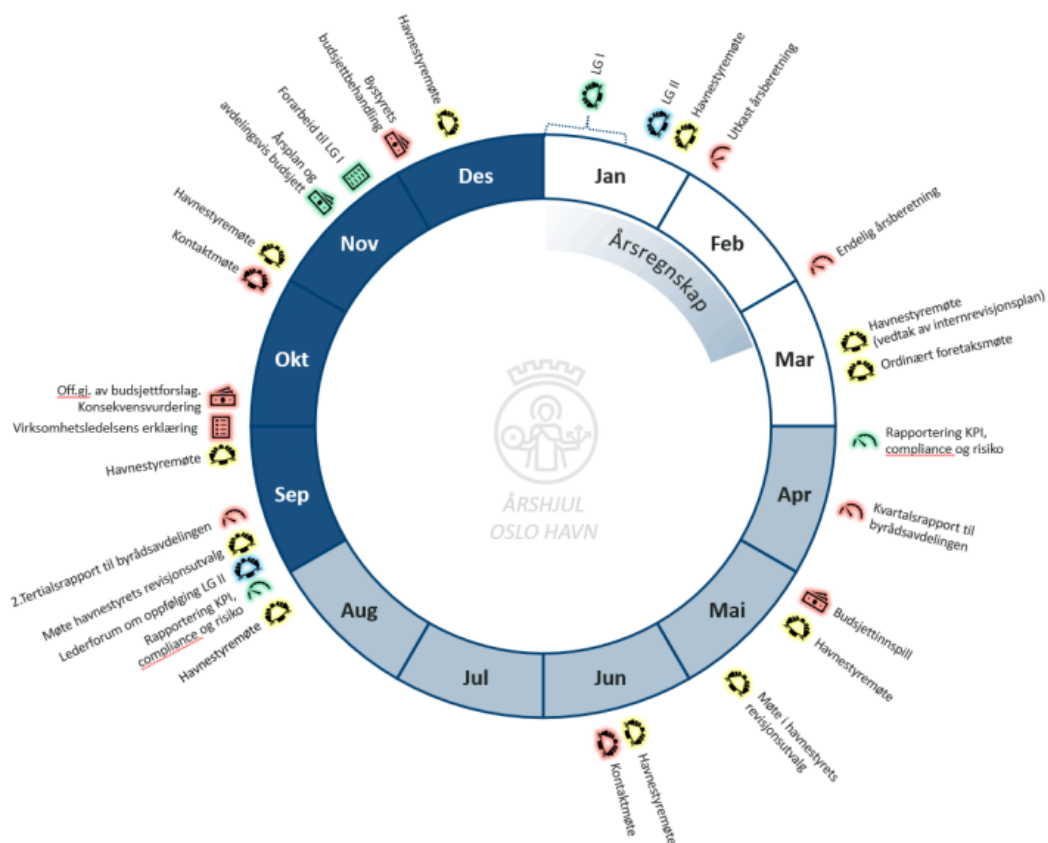 LG I
LG II
Havnestyremøte
Utkast årsberetning
Endelig årsberetning
Havnestyremøte
(vedtak av internrevisjonsplan)
Ordinært foretaksmøte
Rapportering KPI,
compliance og risiko
Kvartalsrapport til
byrådsavdelingen
Budsjettinnspill
Havnestyremøte
Møte i havnestyrets
revisjonsutvalg
Havnestyremøte
Kontaktmøte
Havnestyremøte
Rapportering KPI,
compliance og risiko
Lederforum om oppfølging LG II
Møte havnestyrets revisjonsutvalg
2.Tertialsrapport til byrådsavdelingen
Havnestyremøte
Virksomhetsledelsens erklæring
Off.gj. av budsjettforslag.
Konsekvensvurdering
Kontaktmøte
Havnestyremøte
Årsplan og
avdelingsvis budsjett
Forarbeid til LG I
Bystyrets
budsjettbehandling
Havnestyremøte
Jan
Feb
Mar
Apr
Mai
Jun
Jul
Aug
Sep
Okt
Nov
Des
Årsregnskap
ÅRSHJUL
OSLO HAVN